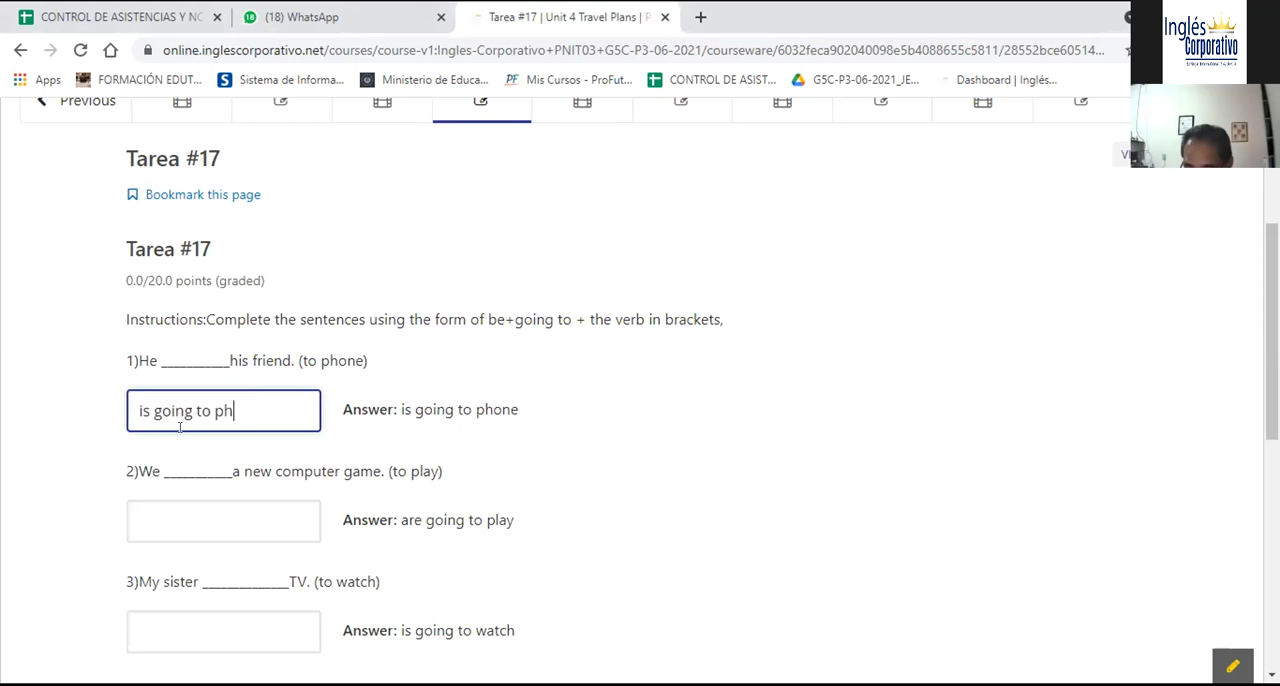 CONTROL DE ASISTENCIAS Y NO
(18) WhatsApp
Tarea #17 | Unit 4 Travel Plans | P
online.inglescorporativo.net/courses/course-v1:Ingles-Corporativo+PNIT03+G5C-P3-06-2021/courseware/6032feca902040098e5b4088655c5811/28552bce60514...
Apps FORMACIÓN EDUT... Sistema de Informa... Ministerio de Educa... Mis Cursos - ProFut... CONTROL DE ASIST... G5C-P3-06-2021_JE... Dashboard | Inglés...
Inglés
Corporativo
Previous
Tarea #17
Bookmark this page
Tarea #17
0.0/20.0 points (graded)
Instructions:Complete the sentences using the form of be+going to + the verb in brackets,
1)He __________his friend. (to phone)
is going to ph
Answer: is going to phone
2)We __________a new computer game. (to play)
Answer: are going to play
3)My sister _____________TV. (to watch)
Answer: is going to watch